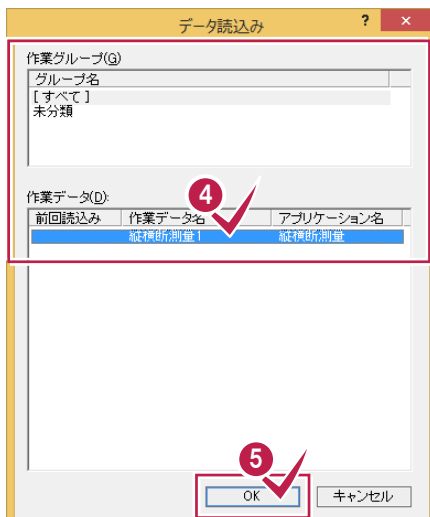 データ読込み ? ×
作業グループ(G)
グループ名
[すべて]
未分類
作業データ(D):
4
前回読込み 作業データ名 アプリケーション名
縦横断測量1 縦横断測量
5
OK キャンセル